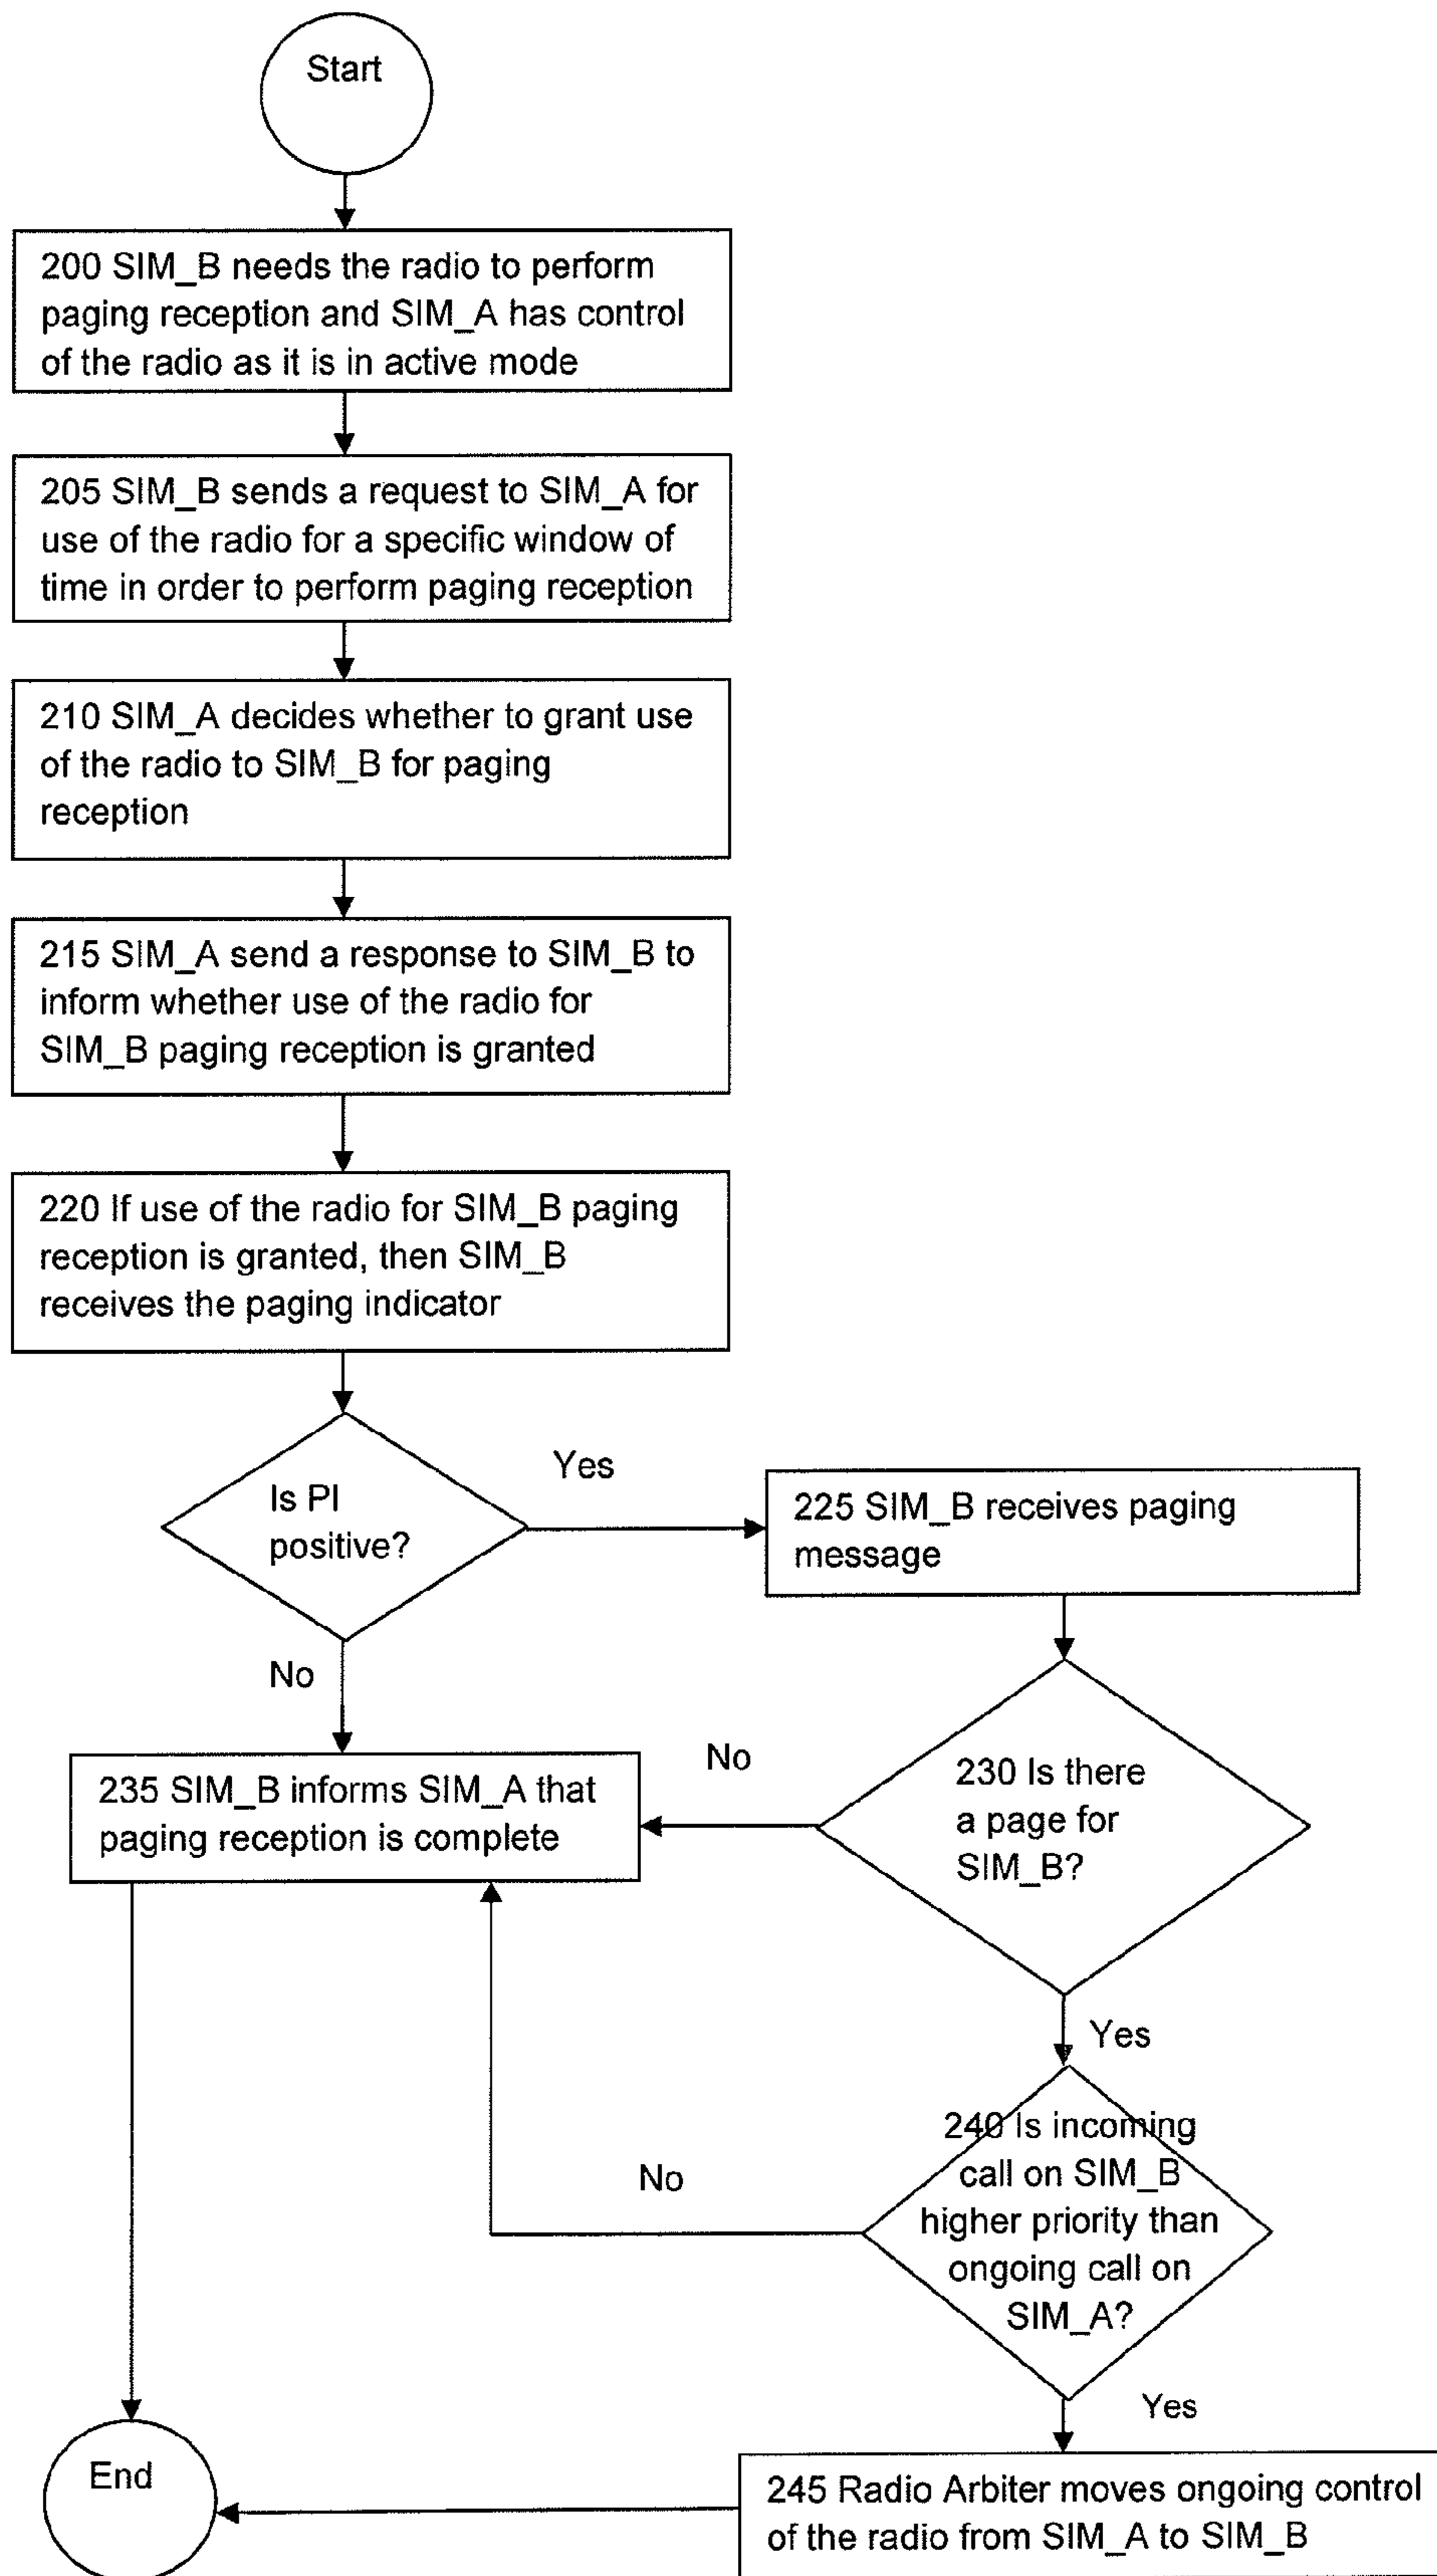 Start
200 SIM_B needs the radio to perform
paging reception and SIM_A has control
of the radio as it is in active mode
205 SIM_B sends a request to SIM_A for
use of the radio for a specific window of
time in order to perform paging reception
210 SIM_A decides whether to grant use
of the radio to SIM_B for paging
reception
215 SIM_A send a response to SIM_B to
inform whether use of the radio for
SIM_B paging reception is granted
220 If use of the radio for SIM_B paging
reception is granted, then SIM_B
receives the paging indicator
Is PI
positive?
Yes
225 SIM_B receives paging
message
No
235 SIM_B informs SIM_A that
paging reception is complete
No
230 Is there
a page for
SIM_B?
Yes
240 Is incoming
call on SIM_B
higher priority than
ongoing call on
SIM_A?
No
Yes
245 Radio Arbiter moves ongoing control
of the radio from SIM_A to SIM_B
End